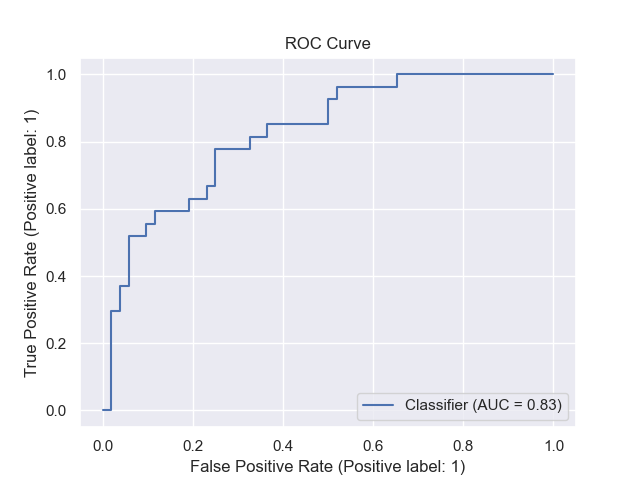 ROC Curve
1.0
0.8
0.6
0.4
0.2
0.0
True Positive Rate (Positive label: 1)
Classifier (AUC = 0.83)
0.0 0.2 0.4 0.6 0.8 1.0
False Positive Rate (Positive label: 1)